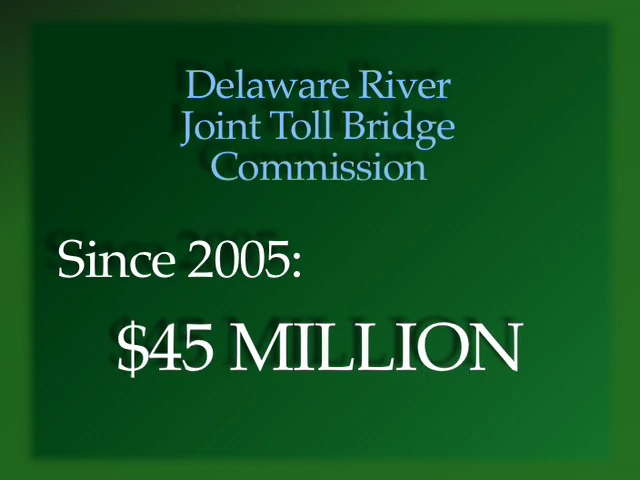 Delaware River
Joint Toll Bridge
Commission
Since 2005:
$45 MILLION